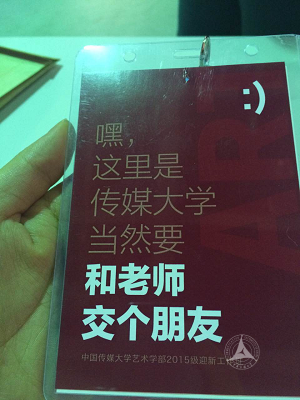 :)
嘿，
这里是
传媒大学
当然要
和老师
交个朋友
中国传媒大学艺术学部2015级迎新工